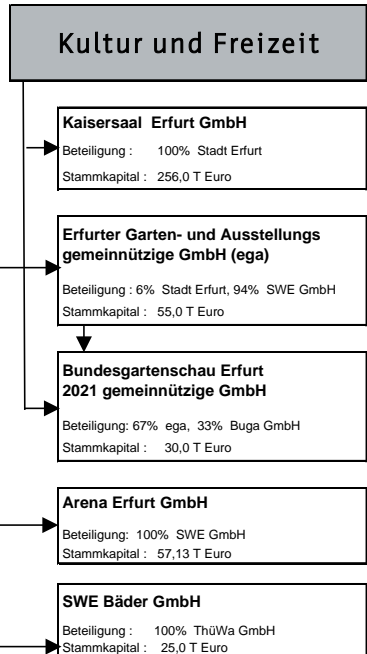 Kultur und Freizeit
Kaisersaal Erfurt GmbH
Beteiligung : 100% Stadt Erfurt
Stammkapital : 256,0 T Euro
Erfurter Garten- und Ausstellungs
gemeinnützige GmbH (ega)
Beteiligung : 6% Stadt Erfurt, 94% SWE GmbH
Stammkapital : 55,0 T Euro
Bundesgartenschau Erfurt
2021 gemeinnützige GmbH
Beteiligung: 67% ega, 33% Buga GmbH
Stammkapital : 30,0 T Euro
Arena Erfurt GmbH
Beteiligung: 100% SWE GmbH
Stammkapital : 57,13 T Euro
SWE Bäder GmbH
Beteiligung : 100% ThüWa GmbH
Stammkapital : 25,0 T Euro